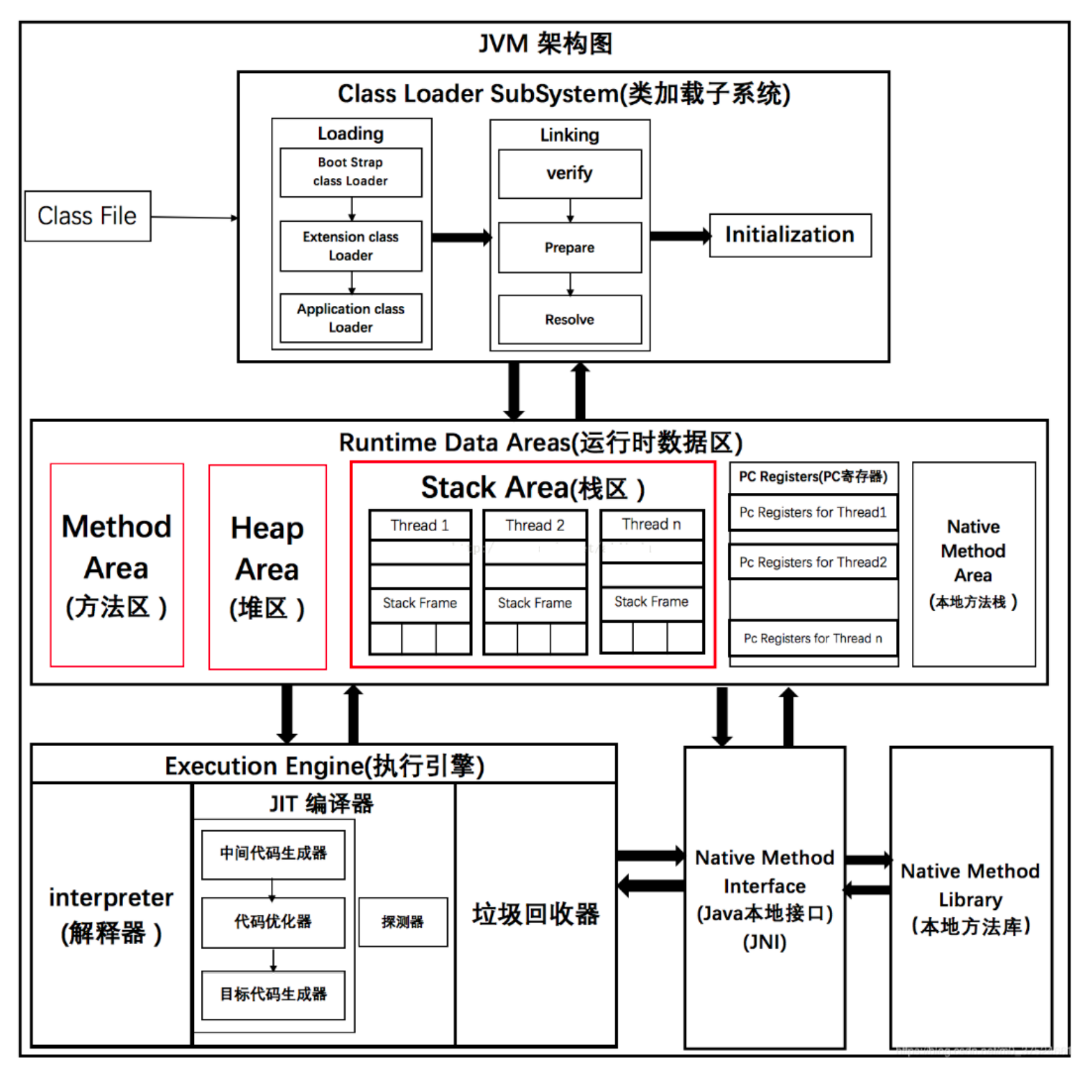 JVM 架构图
Class Loader SubSystem(类加载子系统)
Loading
Boot Strap
class Loader
Extension class
Loader
Application class
Loader
Linking
verify
Prepare
Resolve
Initialization
Class File
Runtime Data Areas(运行时数据区)
Method
Area
(方法区 )
Heap
Area
(堆区)
Stack Area(栈区 )
Thread 1
Stack Frame
Thread 2
Stack Frame
Thread n
Stack Frame
PC Registers(PC寄存器)
Pc Registers for Thread1
Pc Registers for Thread2
Pc Registers for Thread n
Native
Method
Area
(本地方法栈 )
Execution Engine(执行引擎)
interpreter
(解释器 )
JIT 编译器
中间代码生成器
代码优化器
目标代码生成器
探测器
垃圾回收器
Native Method
Interface
(Java本地接口)
(JNI)
Native Method
Library
(本地方法库)